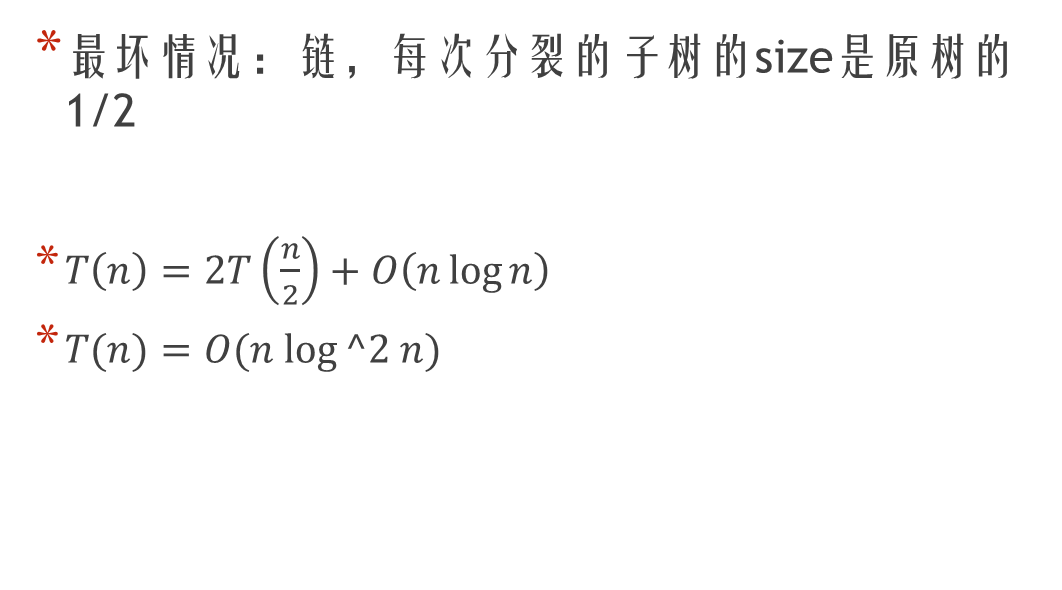 * 最坏情况：链，每次分裂的子树的size是原树的
1/2
* T(n) = 2T(n/2) + O(n log n)
* T(n) = O(n log ^2 n)